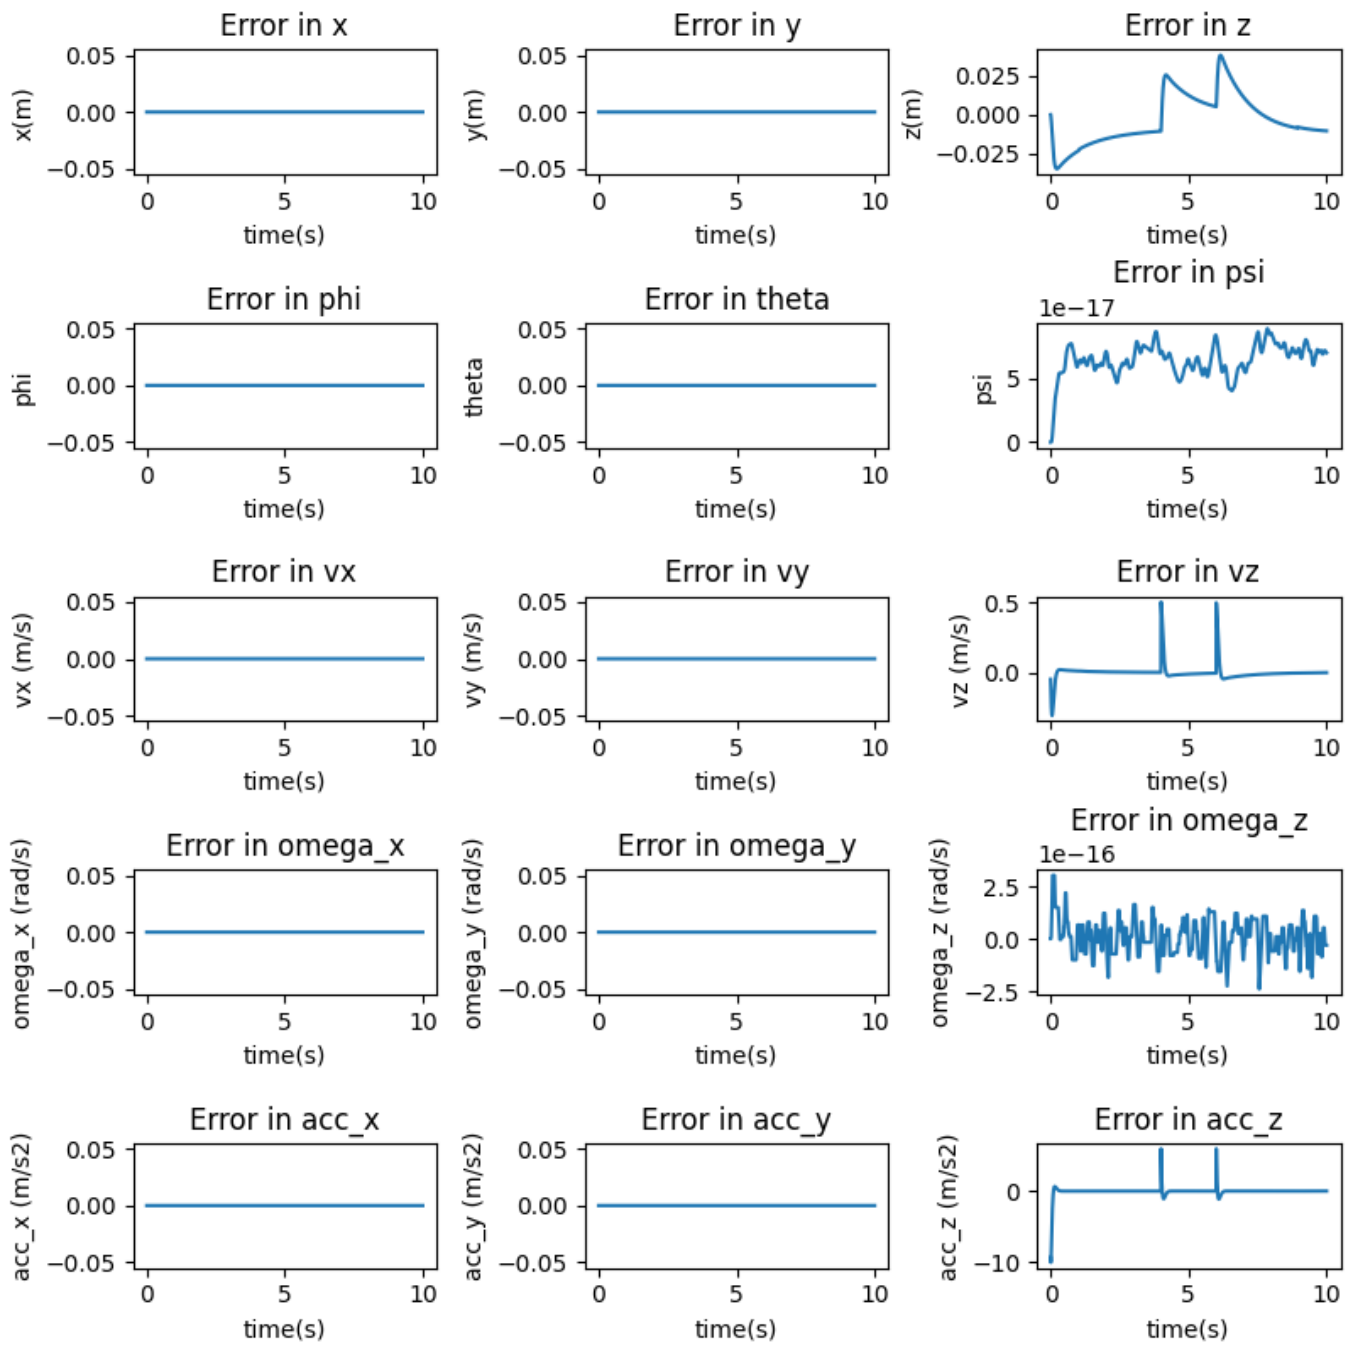 Error in x
0.05
0.00
−0.05
x(m)
0 5 10
time(s)
Error in y
0.05
0.00
−0.05
y(m)
0 5 10
time(s)
Error in z
0.025
0.000
−0.025
z(m)
0 5 10
time(s)
Error in phi
0.05
0.00
−0.05
phi
0 5 10
time(s)
Error in theta
0.05
0.00
−0.05
theta
0 5 10
time(s)
Error in psi
1e−17
5
0
psi
0 5 10
time(s)
Error in vx
0.05
0.00
−0.05
vx (m/s)
0 5 10
time(s)
Error in vy
0.05
0.00
−0.05
vy (m/s)
0 5 10
time(s)
Error in vz
0.5
0.0
vz (m/s)
0 5 10
time(s)
Error in omega_x
0.05
0.00
−0.05
omega_x (rad/s)
0 5 10
time(s)
Error in omega_y
0.05
0.00
−0.05
omega_y (rad/s)
0 5 10
time(s)
Error in omega_z
1e−16
2.5
0.0
−2.5
omega_z (rad/s)
0 5 10
time(s)
Error in acc_x
0.05
0.00
−0.05
acc_x (m/s2)
0 5 10
time(s)
Error in acc_y
0.05
0.00
−0.05
acc_y (m/s2)
0 5 10
time(s)
Error in acc_z
0
−10
acc_z (m/s2)
0 5 10
time(s)